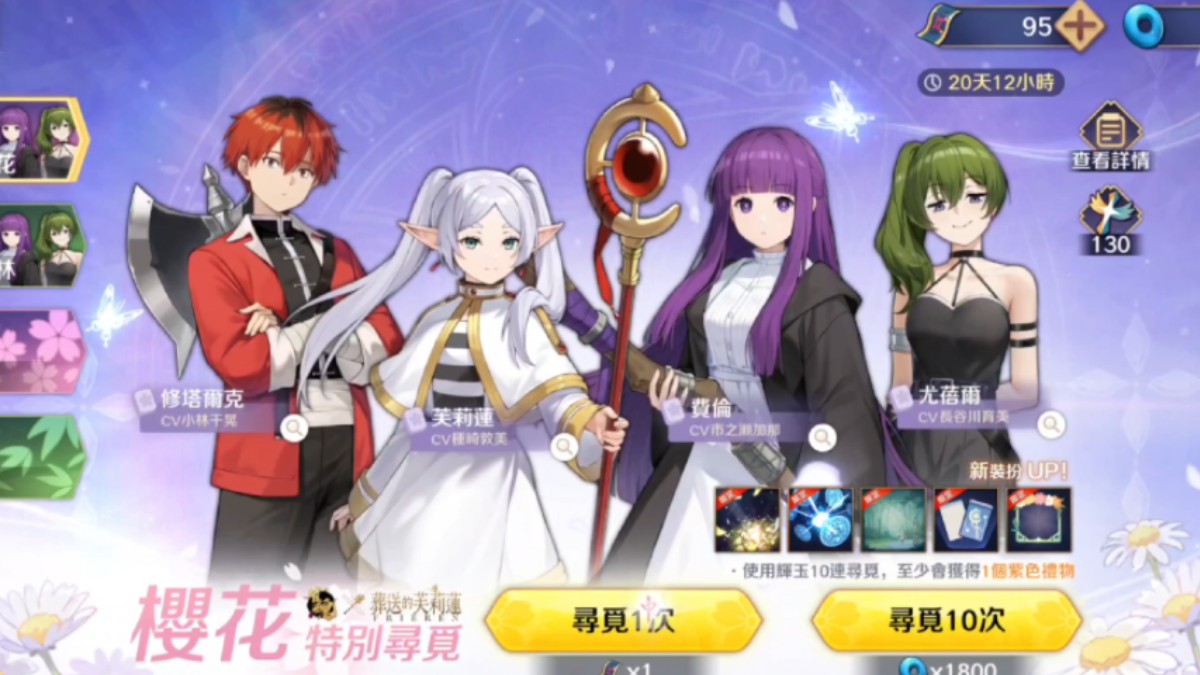 95
20天12小時
查看詳情
130
花
林
修塔爾克
CV小林千晃
芙莉蓮
CV種崎敦美
費倫
CV市之瀨加那
尤蓓爾
CV長谷川育美
新裝扮 UP!
・使用輝玉10連尋覓，至少會獲得1個紫色禮物
櫻花
葬送的芙莉蓮
FRIEREN
特別尋覓
尋覓1次
尋覓10次
x1
x1800